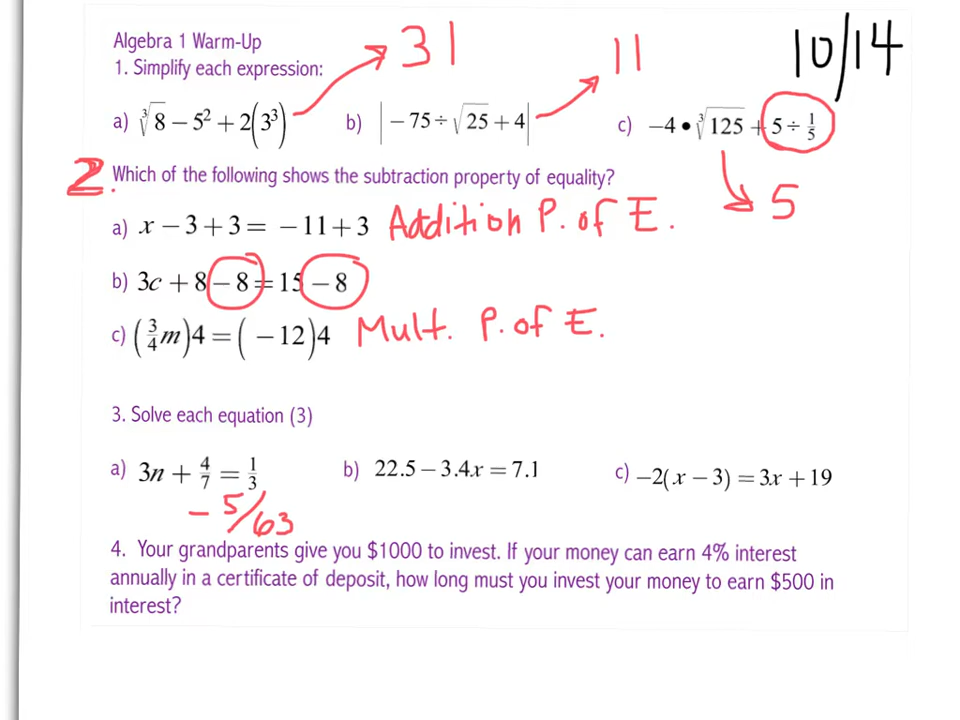 Algebra 1 Warm-Up
31
11
10/14
1. Simplify each expression:
a) ∛8 − 5² + 2(3³) b) |−75 ÷ √25 + 4| c) −4 • ∛125 + 5 ÷ 1/5
2. Which of the following shows the subtraction property of equality?
5
a) x − 3 + 3 = −11 + 3 Addition P. of E.
b) 3c + 8 − 8 = 15 − 8
c) (3/4 m)4 = (−12)4 Mult. P. of E.
3. Solve each equation (3)
a) 3n + 4/7 = 1/3 b) 22.5 − 3.4x = 7.1 c) −2(x − 3) = 3x + 19
− 5/63
4. Your grandparents give you $1000 to invest. If your money can earn 4% interest
annually in a certificate of deposit, how long must you invest your money to earn $500 in
interest?